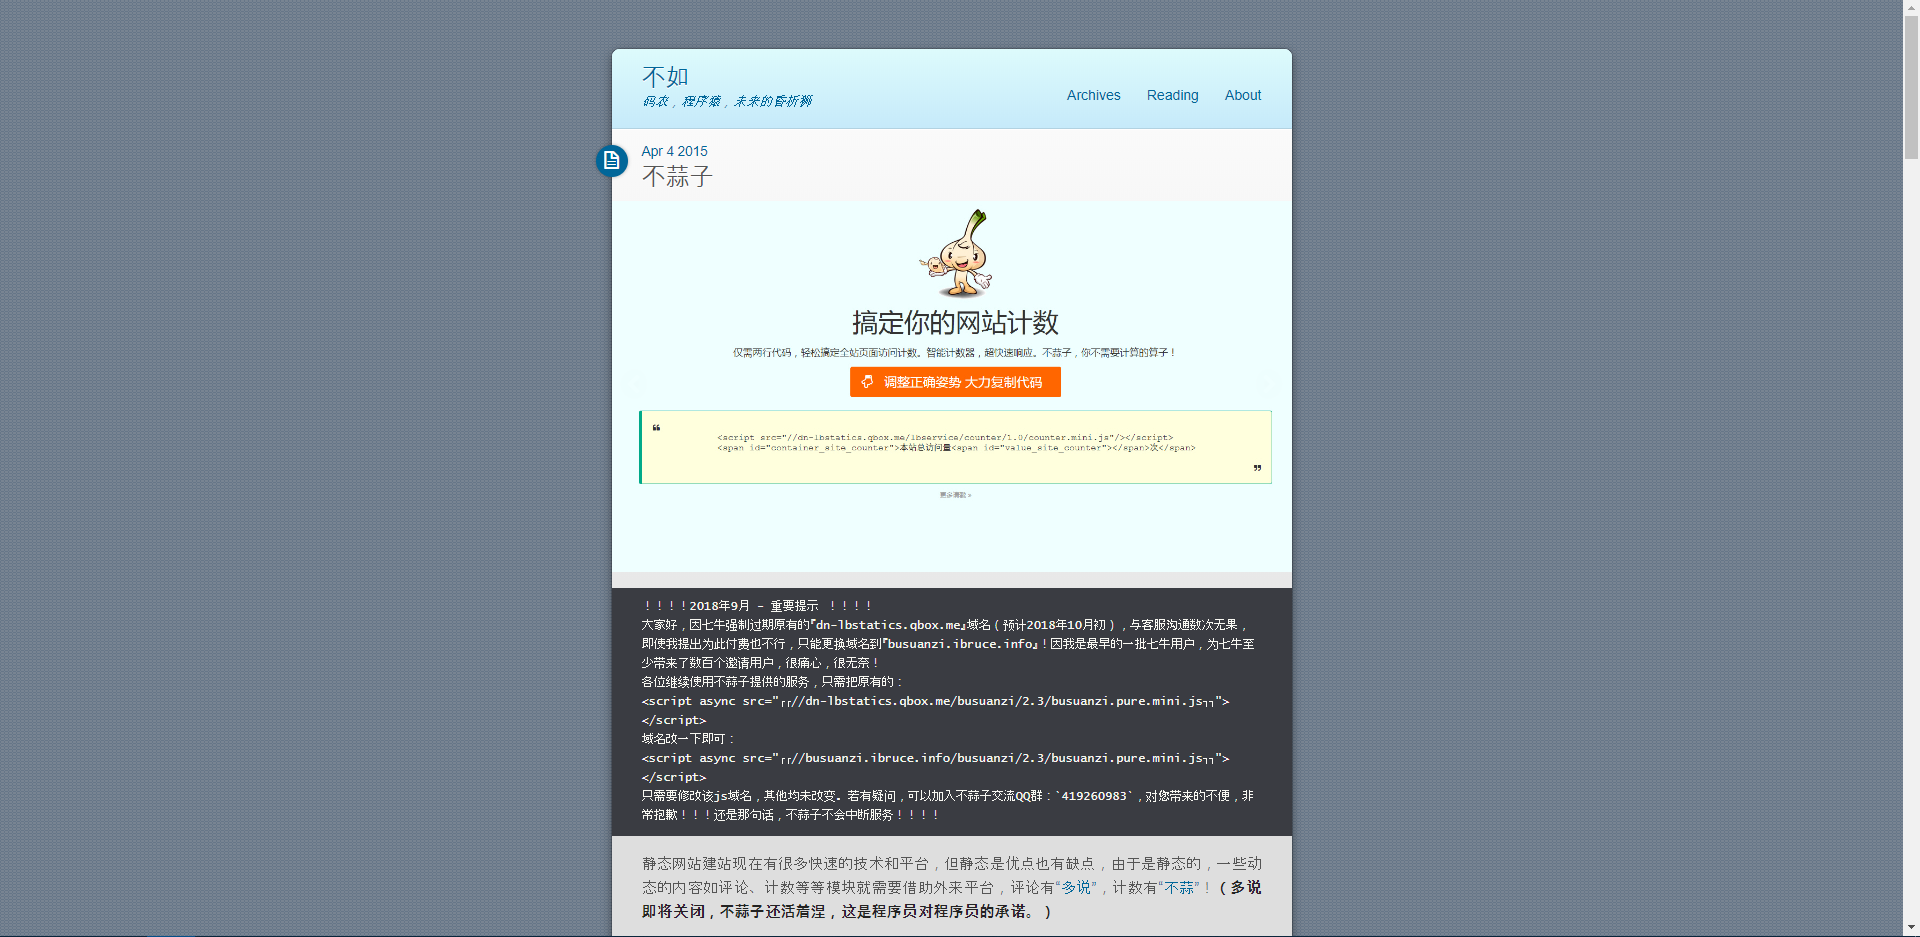 不如
码农，程序猿，未来的昏析狮
Archives Reading About
Apr 4 2015
不蒜子
搞定你的网站计数
仅需两行代码，轻松搞定全站页面访问计数。智能计数器，超快速响应。不蒜子，你不需要计算的算子！
调整正确姿势 大力复制代码
❝
<script src="//dn-lbstatics.qbox.me/lbservice/counter/1.0/counter.mini.js"/></script>
<span id="container_site_counter">本站总访问量<span id="value_site_counter"></span>次</span>
❞
！！！！2018年9月 - 重要提示 ！！！！
大家好，因七牛强制过期原有的『dn-lbstatics.qbox.me』域名（预计2018年10月初），与客服沟通数次无果，
即使我提出为此付费也不行，只能更换域名到『busuanzi.ibruce.info』！因我是最早的一批七牛用户，为七牛至
少带来了数百个邀请用户，很痛心，很无奈！
各位继续使用不蒜子提供的服务，只需把原有的：
<script async src="┌┌//dn-lbstatics.qbox.me/busuanzi/2.3/busuanzi.pure.mini.js┐┐">
</script>
域名改一下即可：
<script async src="┌┌//busuanzi.ibruce.info/busuanzi/2.3/busuanzi.pure.mini.js┐┐">
</script>
只需要修改该js域名，其他均未改变。若有疑问，可以加入不蒜子交流QQ群：`419260983`，对您带来的不便，非
常抱歉！！！还是那句话，不蒜子不会中断服务！！！！
静态网站建站现在有很多快速的技术和平台，但静态是优点也有缺点，由于是静态的，一些动
态的内容如评论、计数等等模块就需要借助外来平台，评论有“多说”，计数有“不蒜”！（多说
即将关闭，不蒜子还活着涅，这是程序员对程序员的承诺。）